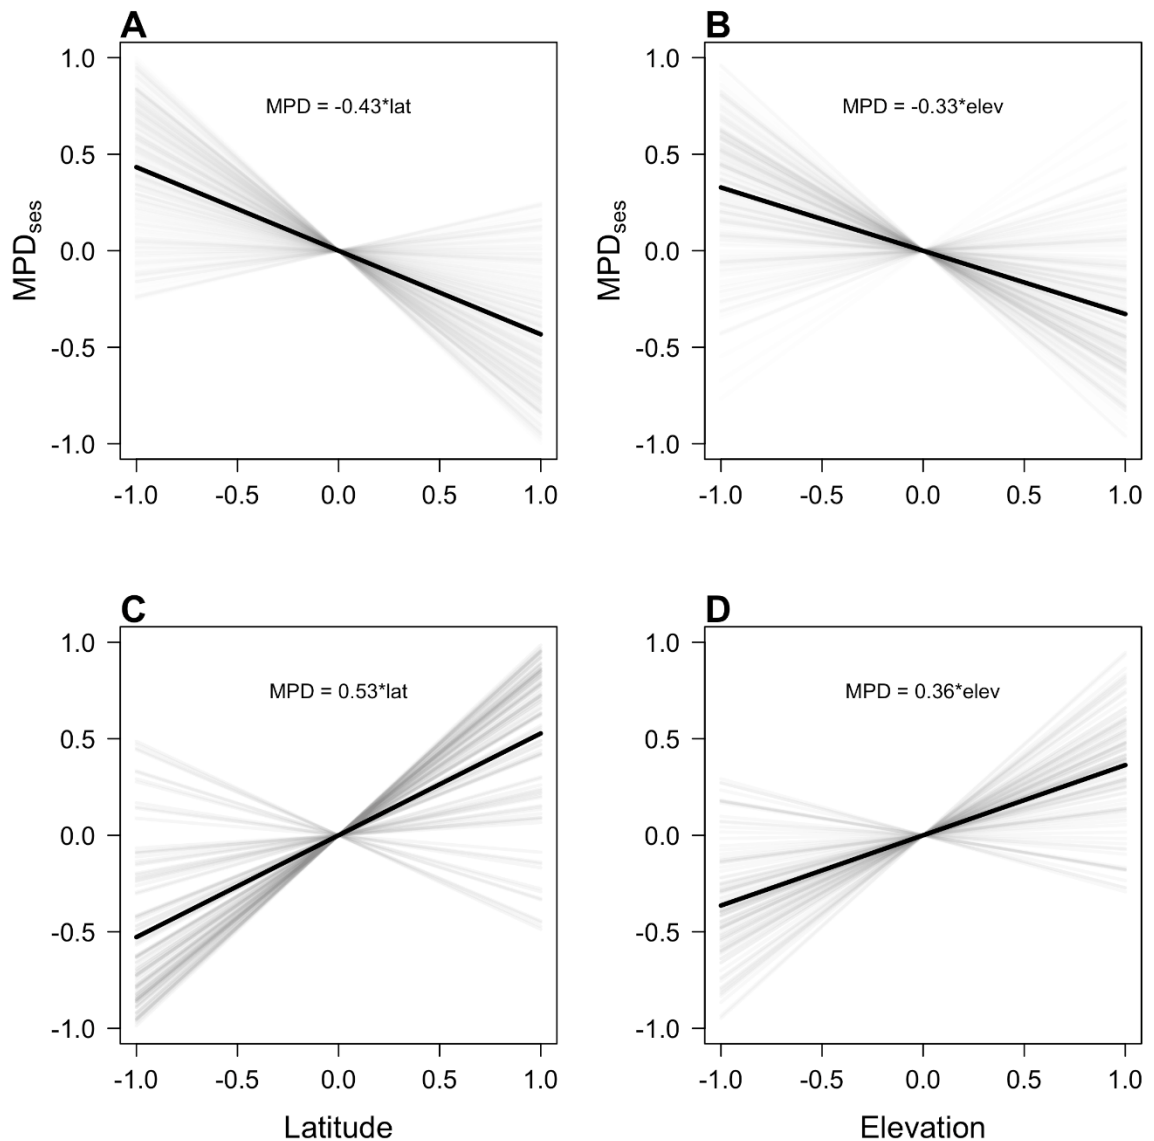 A
B
1.0
0.5
0.0
-0.5
-1.0
MPDses
MPD = -0.43*lat
-1.0 -0.5 0.0 0.5 1.0
1.0
0.5
0.0
-0.5
-1.0
MPDses
MPD = -0.33*elev
-1.0 -0.5 0.0 0.5 1.0
C
D
1.0
0.5
0.0
-0.5
-1.0
MPD = 0.53*lat
-1.0 -0.5 0.0 0.5 1.0
Latitude
1.0
0.5
0.0
-0.5
-1.0
MPD = 0.36*elev
-1.0 -0.5 0.0 0.5 1.0
Elevation